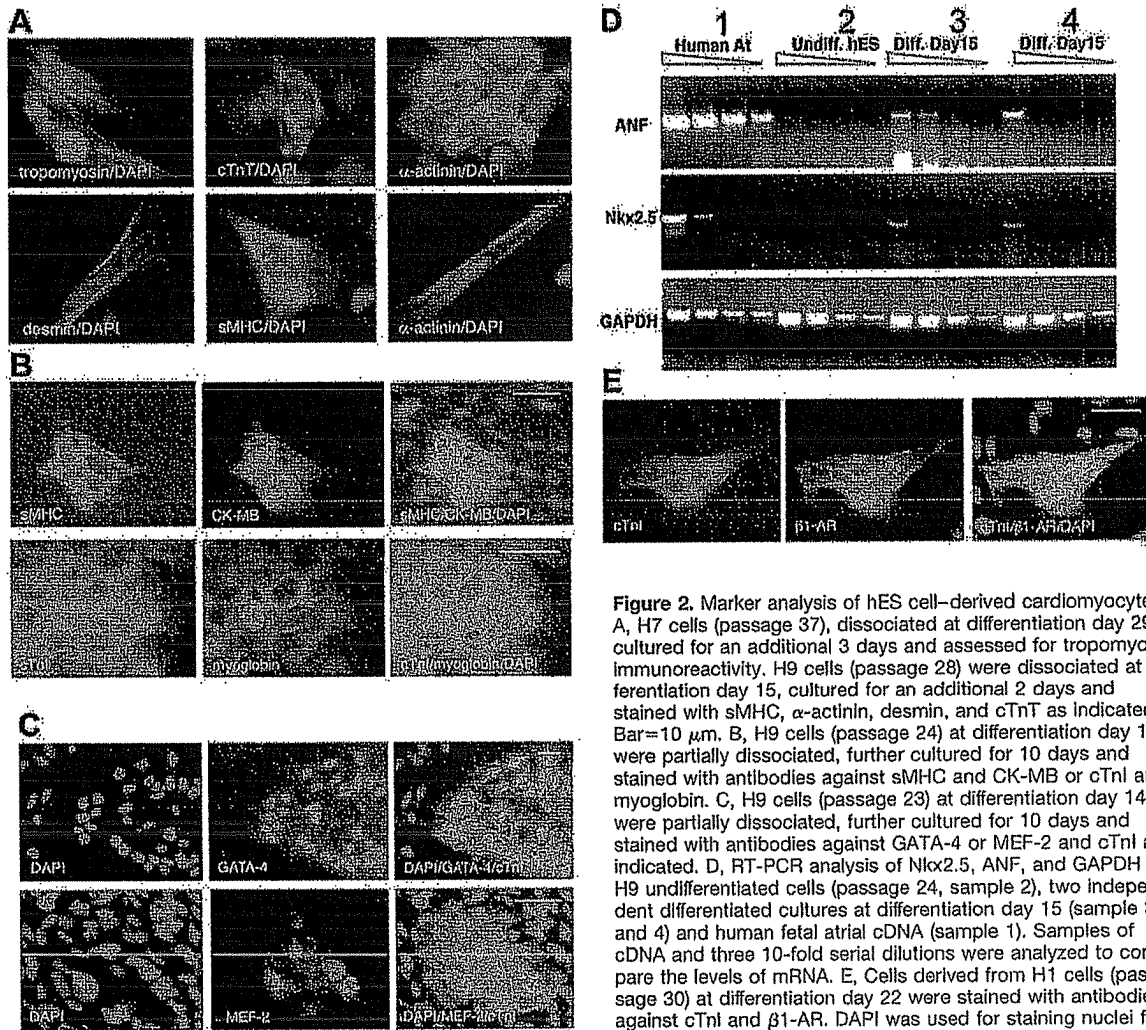 A
tropomyosin/DAPI
cTnT/DAPI
α-actinin/DAPI
desmin/DAPI
sMHC/DAPI
α-actinin/DAPI
B
sMHC
CK-MB
sMHC/CK-MB/DAPI
cTnI
myoglobin
cTnI/myoglobin/DAPI
C
DAPI
GATA-4
DAPI/GATA-4/cTnI
DAPI
MEF-2
DAPI/MEF-2/cTnI
D
1 2 3 4
Human At Undiff. hES Diff. Day15 Diff. Day15
ANF
Nkx2.5
GAPDH
E
cTnI
β1-AR
cTnI/β1-AR/DAPI
Figure 2. Marker analysis of hES cell–derived cardiomyocyte
A, H7 cells (passage 37), dissociated at differentiation day 29
cultured for an additional 3 days and assessed for tropomyo
immunoreactivity. H9 cells (passage 28) were dissociated at
ferentiation day 15, cultured for an additional 2 days and
stained with sMHC, α-actinin, desmin, and cTnT as indicated
Bar=10 μm. B, H9 cells (passage 24) at differentiation day 1
were partially dissociated, further cultured for 10 days and
stained with antibodies against sMHC and CK-MB or cTnI a
myoglobin. C, H9 cells (passage 23) at differentiation day 14
were partially dissociated, further cultured for 10 days and
stained with antibodies against GATA-4 or MEF-2 and cTnI a
indicated. D, RT-PCR analysis of Nkx2.5, ANF, and GAPDH
H9 undifferentiated cells (passage 24, sample 2), two indepe
dent differentiated cultures at differentiation day 15 (sample
and 4) and human fetal atrial cDNA (sample 1). Samples of
cDNA and three 10-fold serial dilutions were analyzed to com
pare the levels of mRNA. E, Cells derived from H1 cells (pas
sage 30) at differentiation day 22 were stained with antibodie
against cTnI and β1-AR. DAPI was used for staining nuclei f